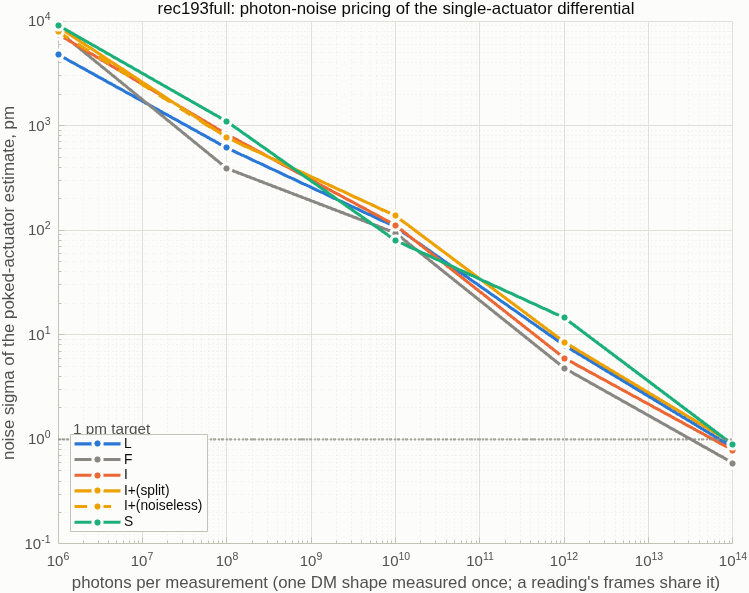 rec193full: photon-noise pricing of the single-actuator differential
noise sigma of the poked-actuator estimate, pm
10^4
10^3
10^2
10^1
10^0
10^-1
1 pm target
L
F
I
I+(split)
I+(noiseless)
S
10^6 10^7 10^8 10^9 10^10 10^11 10^12 10^13 10^14
photons per measurement (one DM shape measured once; a reading's frames share it)